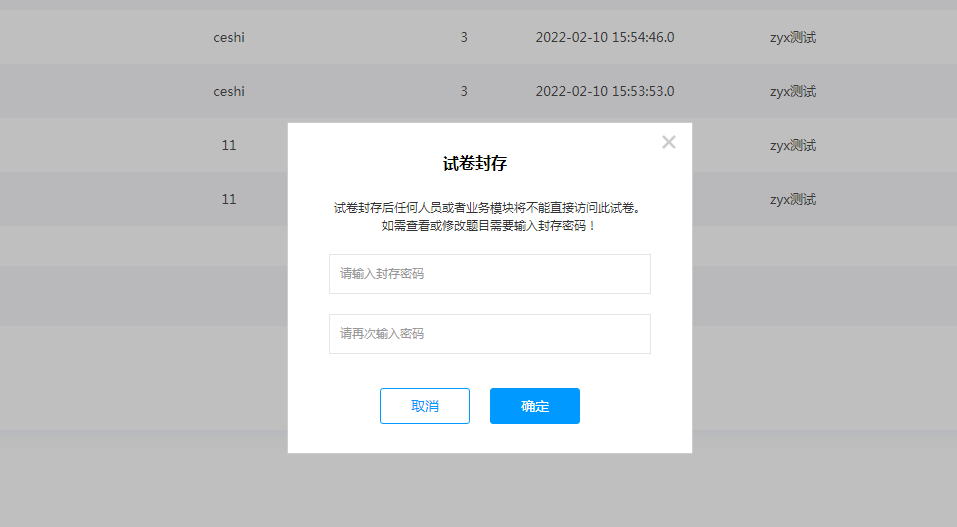 ceshi 3 2022-02-10 15:54:46.0 zyx测试
ceshi 3 2022-02-10 15:53:53.0 zyx测试
11 zyx测试
11 zyx测试
试卷封存
试卷封存后任何人员或者业务模块将不能直接访问此试卷。
如需查看或修改题目需要输入封存密码！
请输入封存密码
请再次输入密码
取消 确定